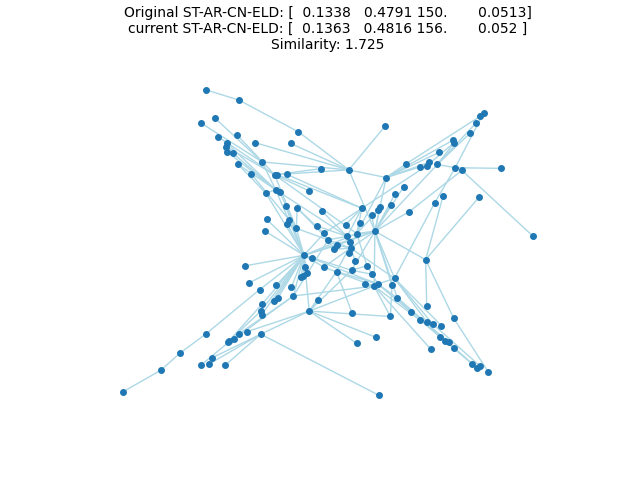 Original ST-AR-CN-ELD: [  0.1338   0.4791 150.       0.0513]
current ST-AR-CN-ELD: [  0.1363   0.4816 156.       0.052 ]
Similarity: 1.725